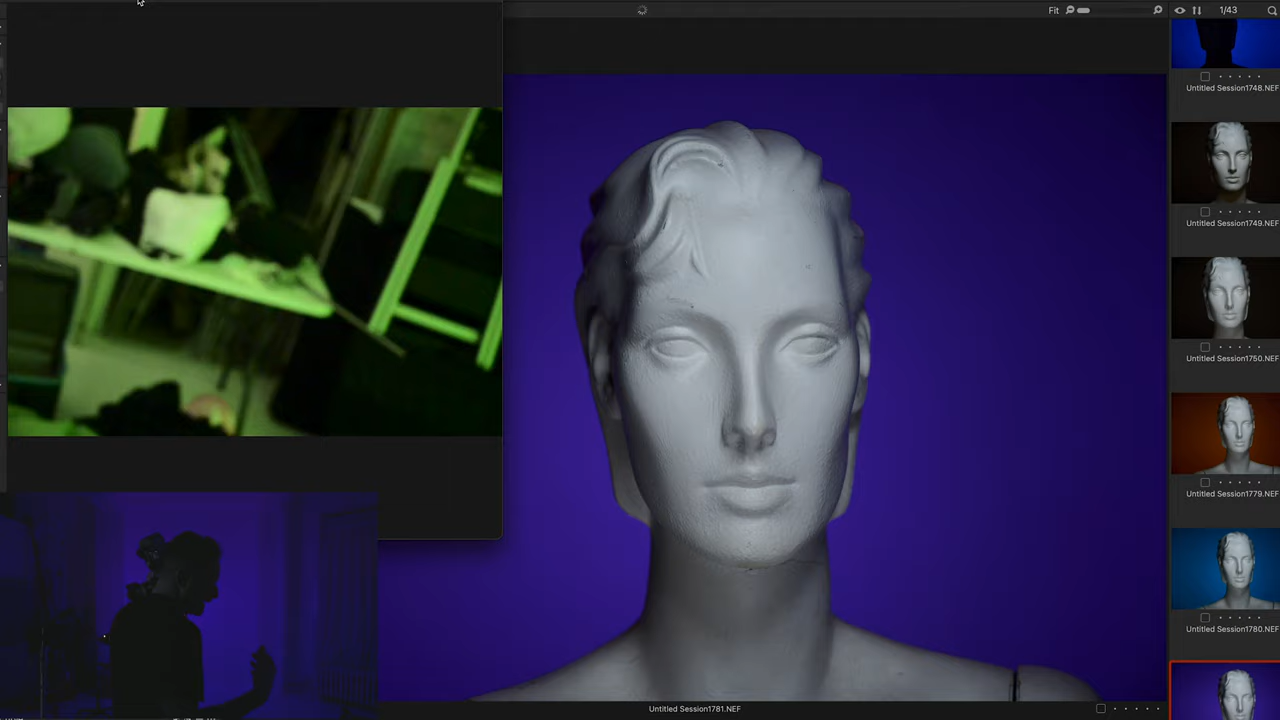 Fit
1/43
Untitled Session1748.NEF
Untitled Session1749.NEF
Untitled Session1750.NEF
Untitled Session1779.NEF
Untitled Session1780.NEF
Untitled Session1781.NEF